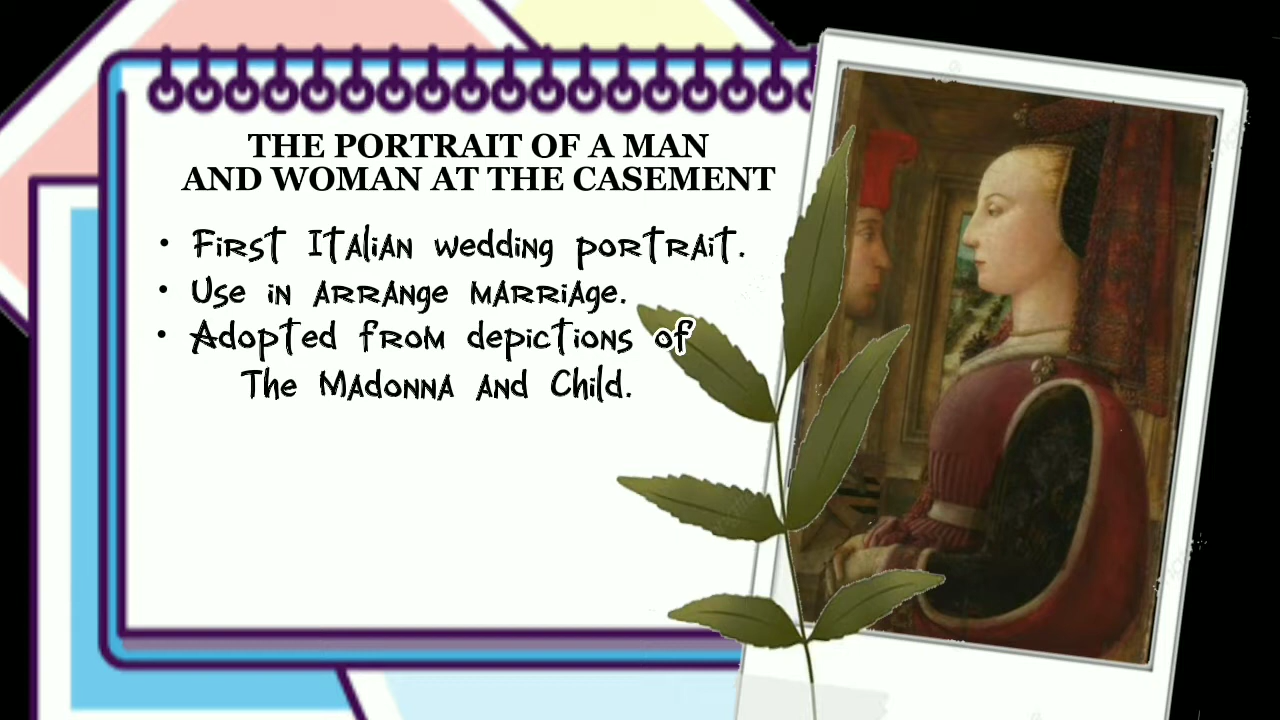 THE PORTRAIT OF A MAN
AND WOMAN AT THE CASEMENT
• First Italian wedding portrait.
• Use in arrange marriage.
• Adopted from depictions of
The Madonna and Child.